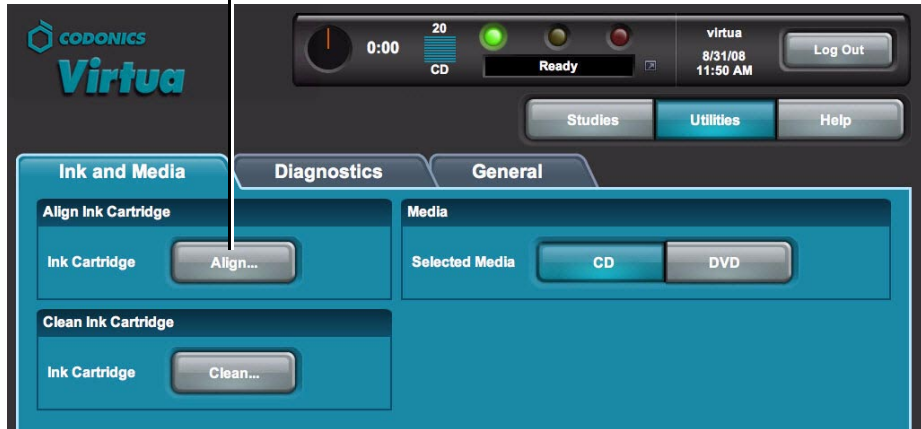 CODONICS
Virtua
0:00
20
CD
Ready
virtua
8/31/08
11:50 AM
Log Out
Studies
Utilities
Help
Ink and Media
Diagnostics
General
Align Ink Cartridge
Ink Cartridge
Align...
Media
Selected Media
CD
DVD
Clean Ink Cartridge
Ink Cartridge
Clean...